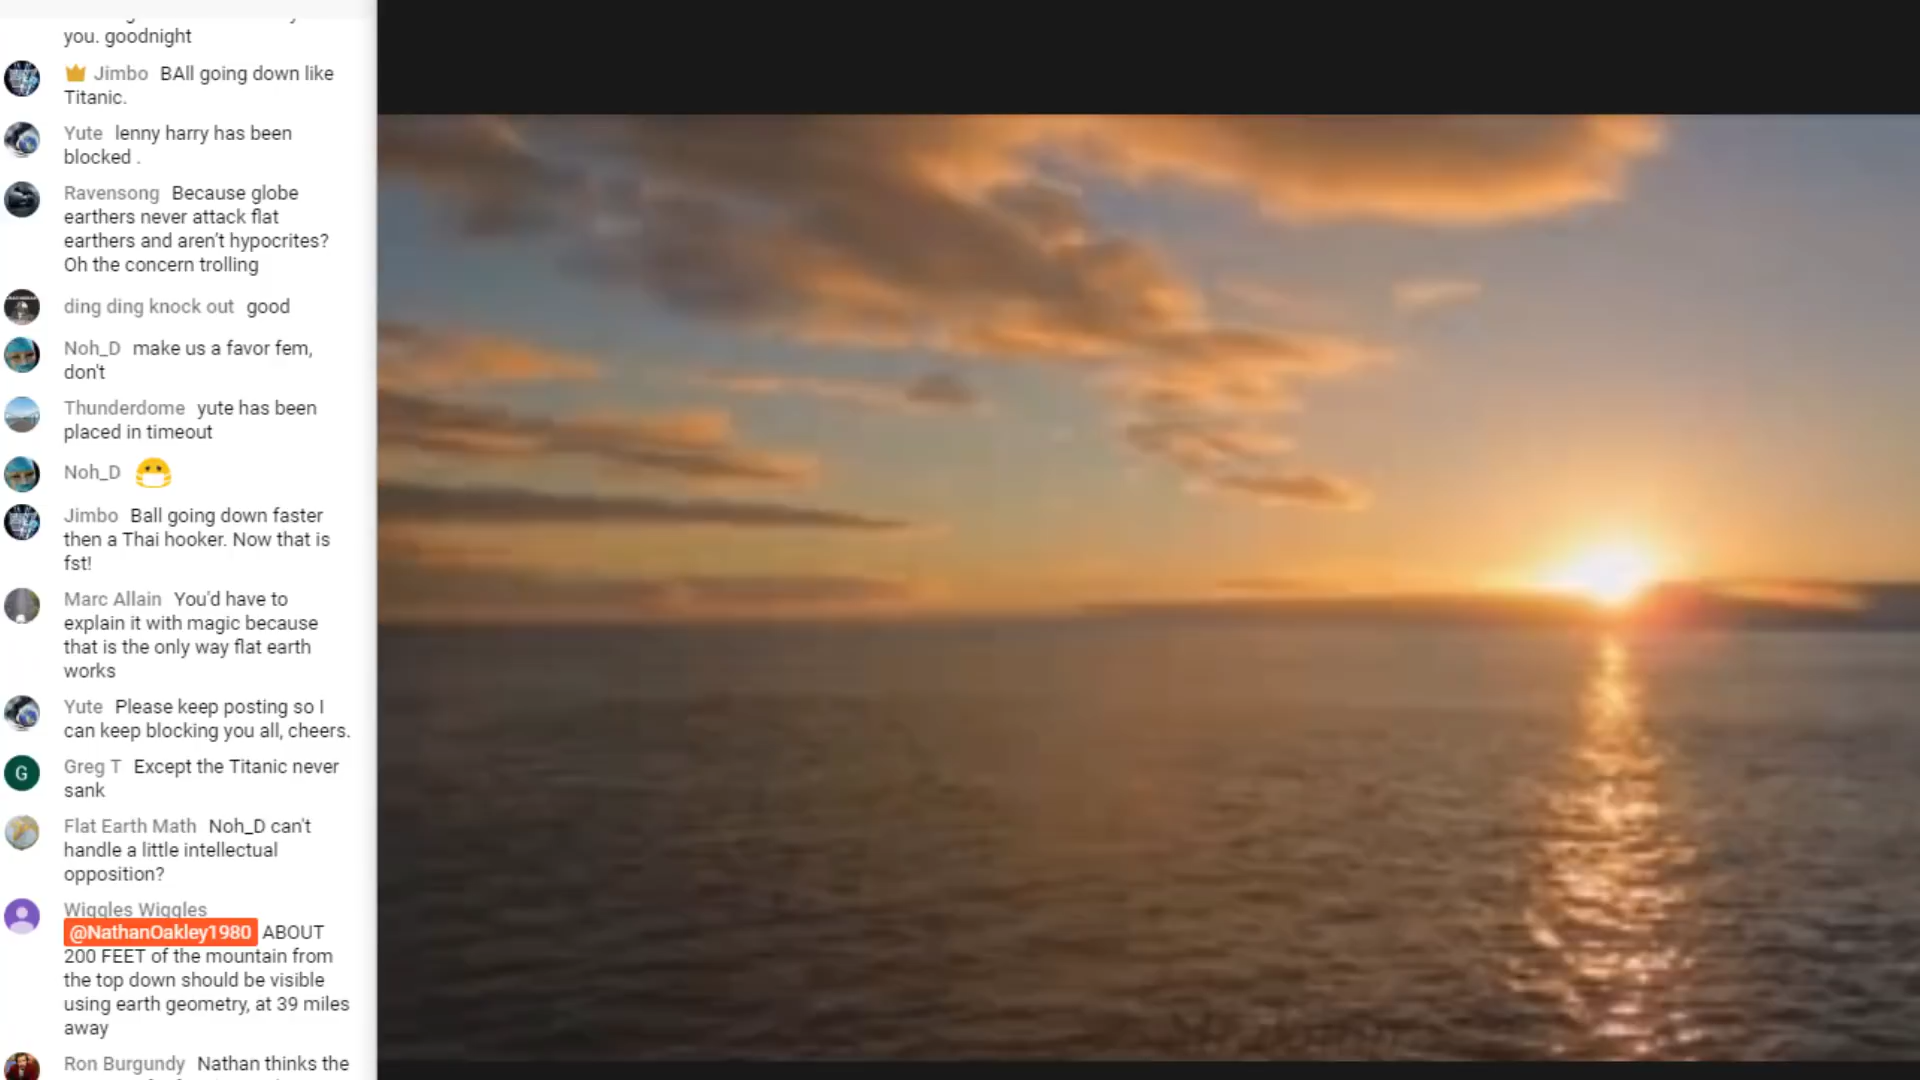 you. goodnight
Jimbo BAll going down like
Titanic.
Yute lenny harry has been
blocked .
Ravensong Because globe
earthers never attack flat
earthers and aren't hypocrites?
Oh the concern trolling
ding ding knock out good
Noh_D make us a favor fem,
don't
Thunderdome yute has been
placed in timeout
Noh_D 😷
Jimbo Ball going down faster
then a Thai hooker. Now that is
fst!
Marc Allain You'd have to
explain it with magic because
that is the only way flat earth
works
Yute Please keep posting so I
can keep blocking you all, cheers.
G
Greg T Except the Titanic never
sank
Flat Earth Math Noh_D can't
handle a little intellectual
opposition?
Wiggles Wiggles
@NathanOakley1980 ABOUT
200 FEET of the mountain from
the top down should be visible
using earth geometry, at 39 miles
away
Ron Burgundy Nathan thinks the